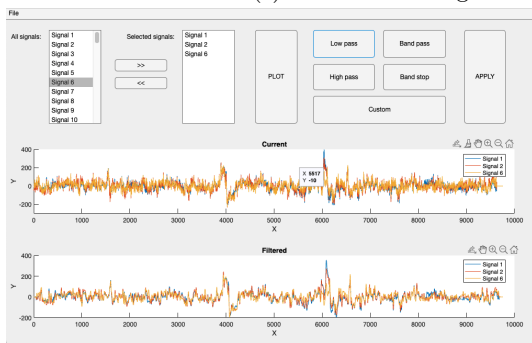 File
All signals:
Signal 1
Signal 2
Signal 3
Signal 4
Signal 5
Signal 6
Signal 7
Signal 8
Signal 9
Signal 10
>>
<<
Selected signals:
Signal 1
Signal 2
Signal 6
PLOT
Low pass
Band pass
High pass
Band stop
Custom
APPLY
Current
400
200
0
-200
Y
0 1000 2000 3000 4000 5000 6000 7000 8000 9000 10000
X
X 5517
Y -10
Signal 1
Signal 2
Signal 6
Filtered
400
200
0
-200
Y
0 1000 2000 3000 4000 5000 6000 7000 8000 9000 10000
X
Signal 1
Signal 2
Signal 6